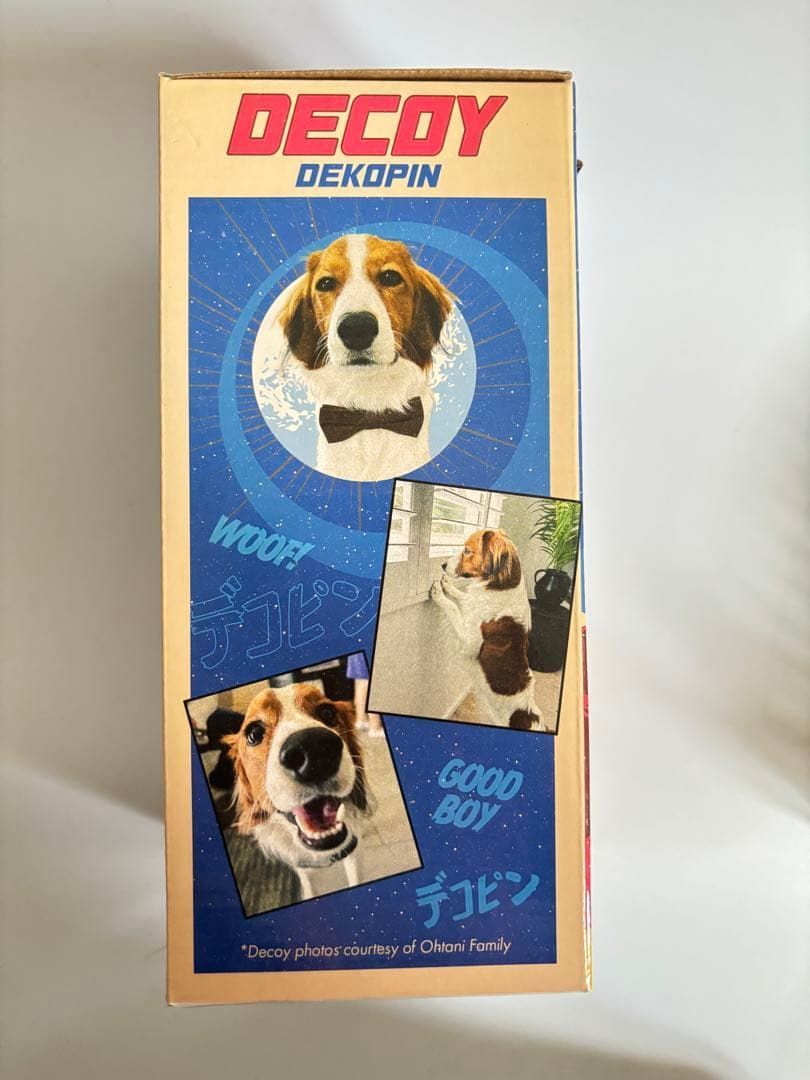 DECOY
DEKOPIN
WOOF!
デコピン
GOOD
BOY
デコピン
*Decoy photos courtesy of Ohtani Family